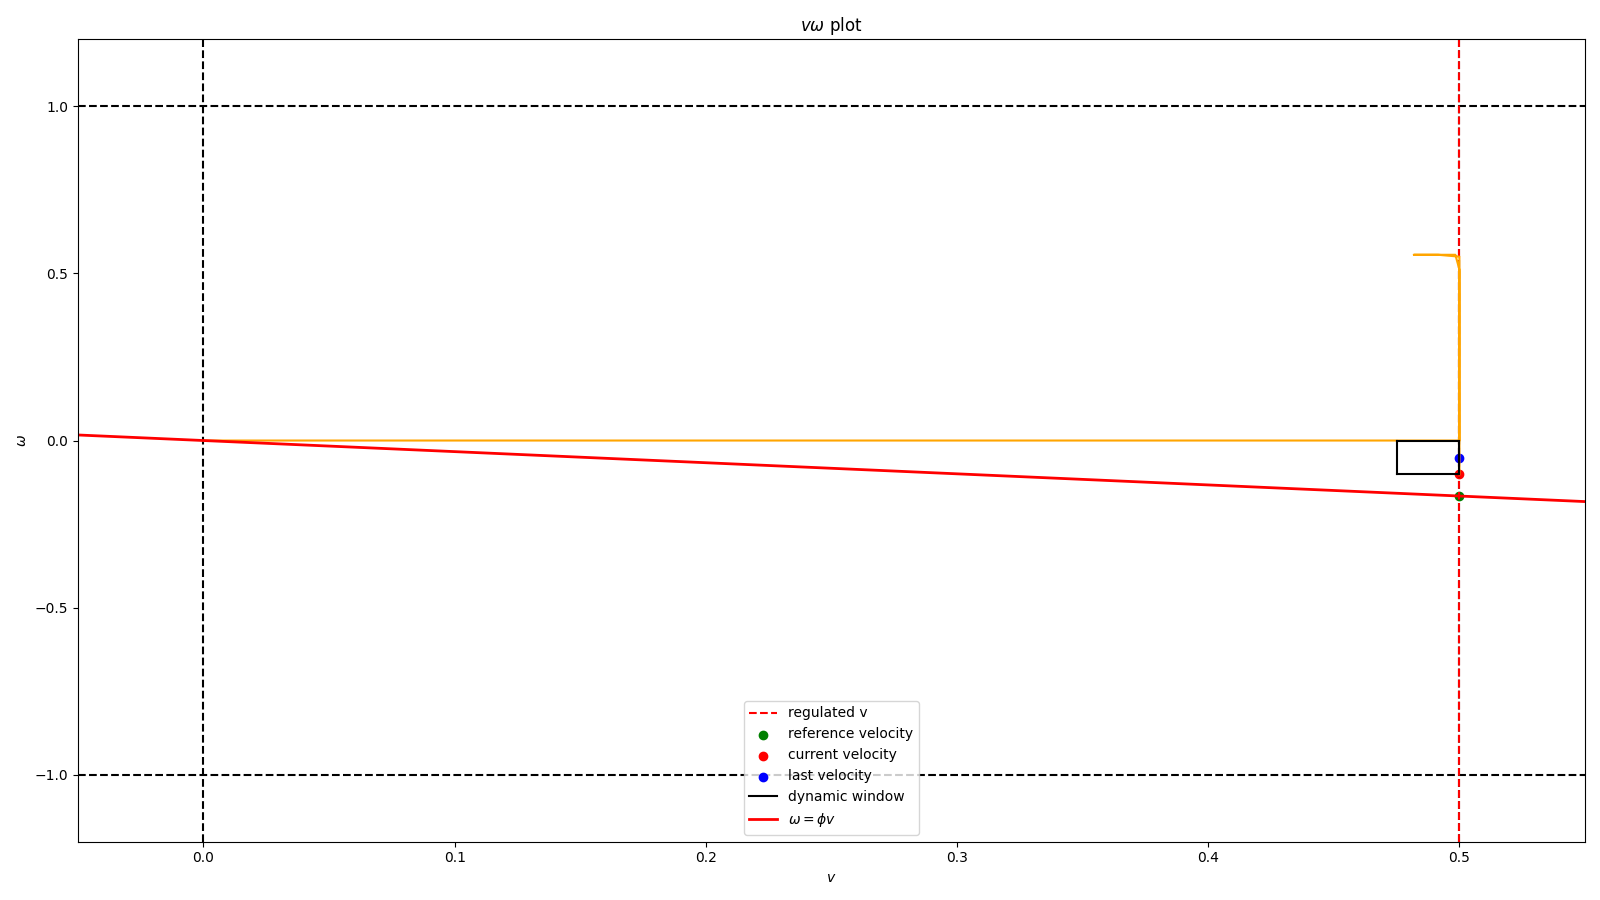 vω plot
1.0
0.5
0.0
−0.5
−1.0
ω
0.0 0.1 0.2 0.3 0.4 0.5
v
regulated v
reference velocity
current velocity
last velocity
dynamic window
ω = ϕv